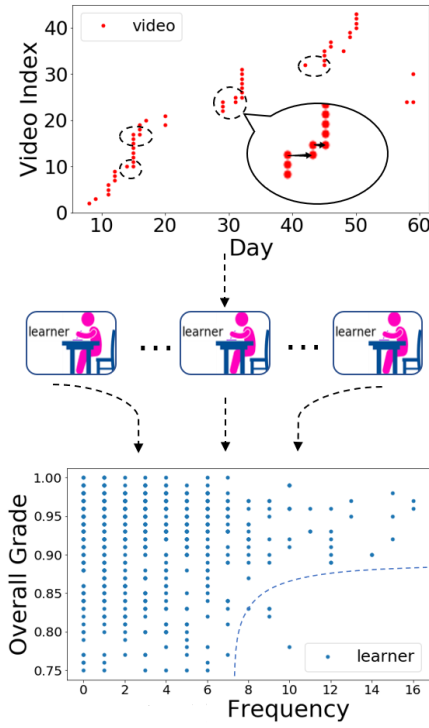 40
30
20
10
0
Video Index
video
10 20 30 40 50 60
Day
learner
learner
learner
... ...
1.00
0.95
0.90
0.85
0.80
0.75
Overall Grade
learner
0 2 4 6 8 10 12 14 16
Frequency